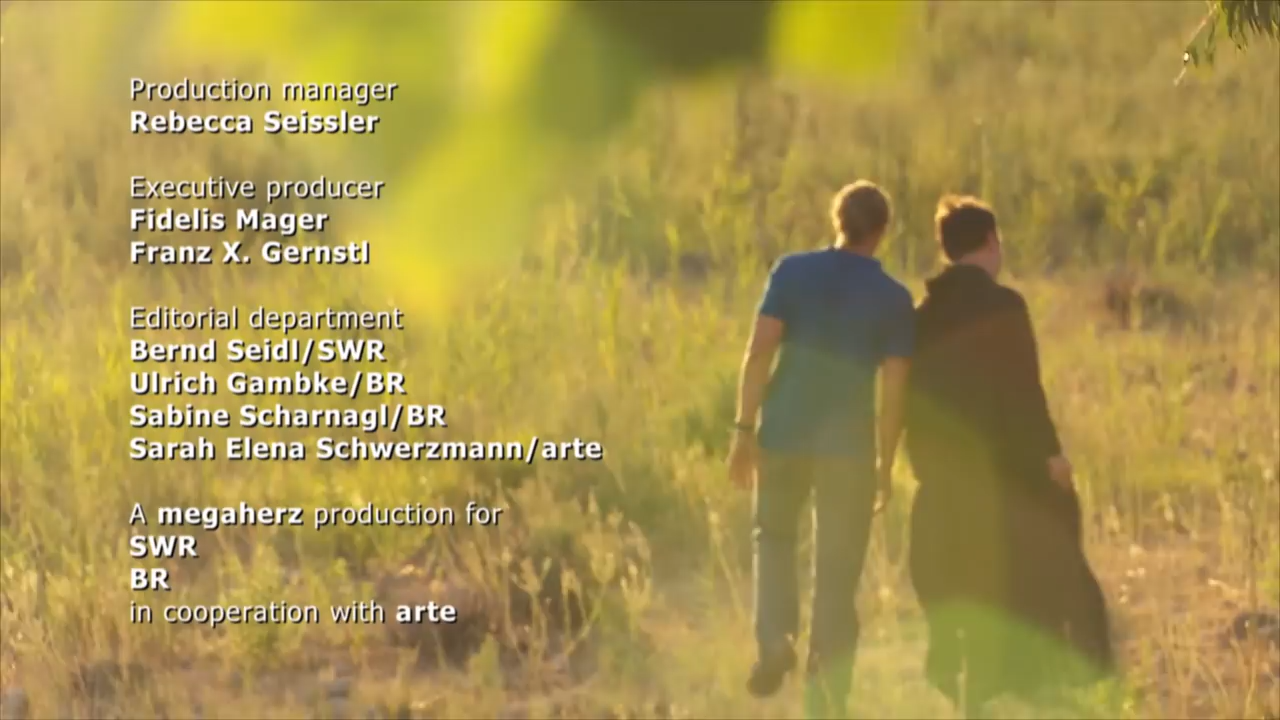 Production manager
Rebecca Seissler
Executive producer
Fidelis Mager
Franz X. Gernstl
Editorial department
Bernd Seidl/SWR
Ulrich Gambke/BR
Sabine Scharnagl/BR
Sarah Elena Schwerzmann/arte
A megaherz production for
SWR
BR
in cooperation with arte